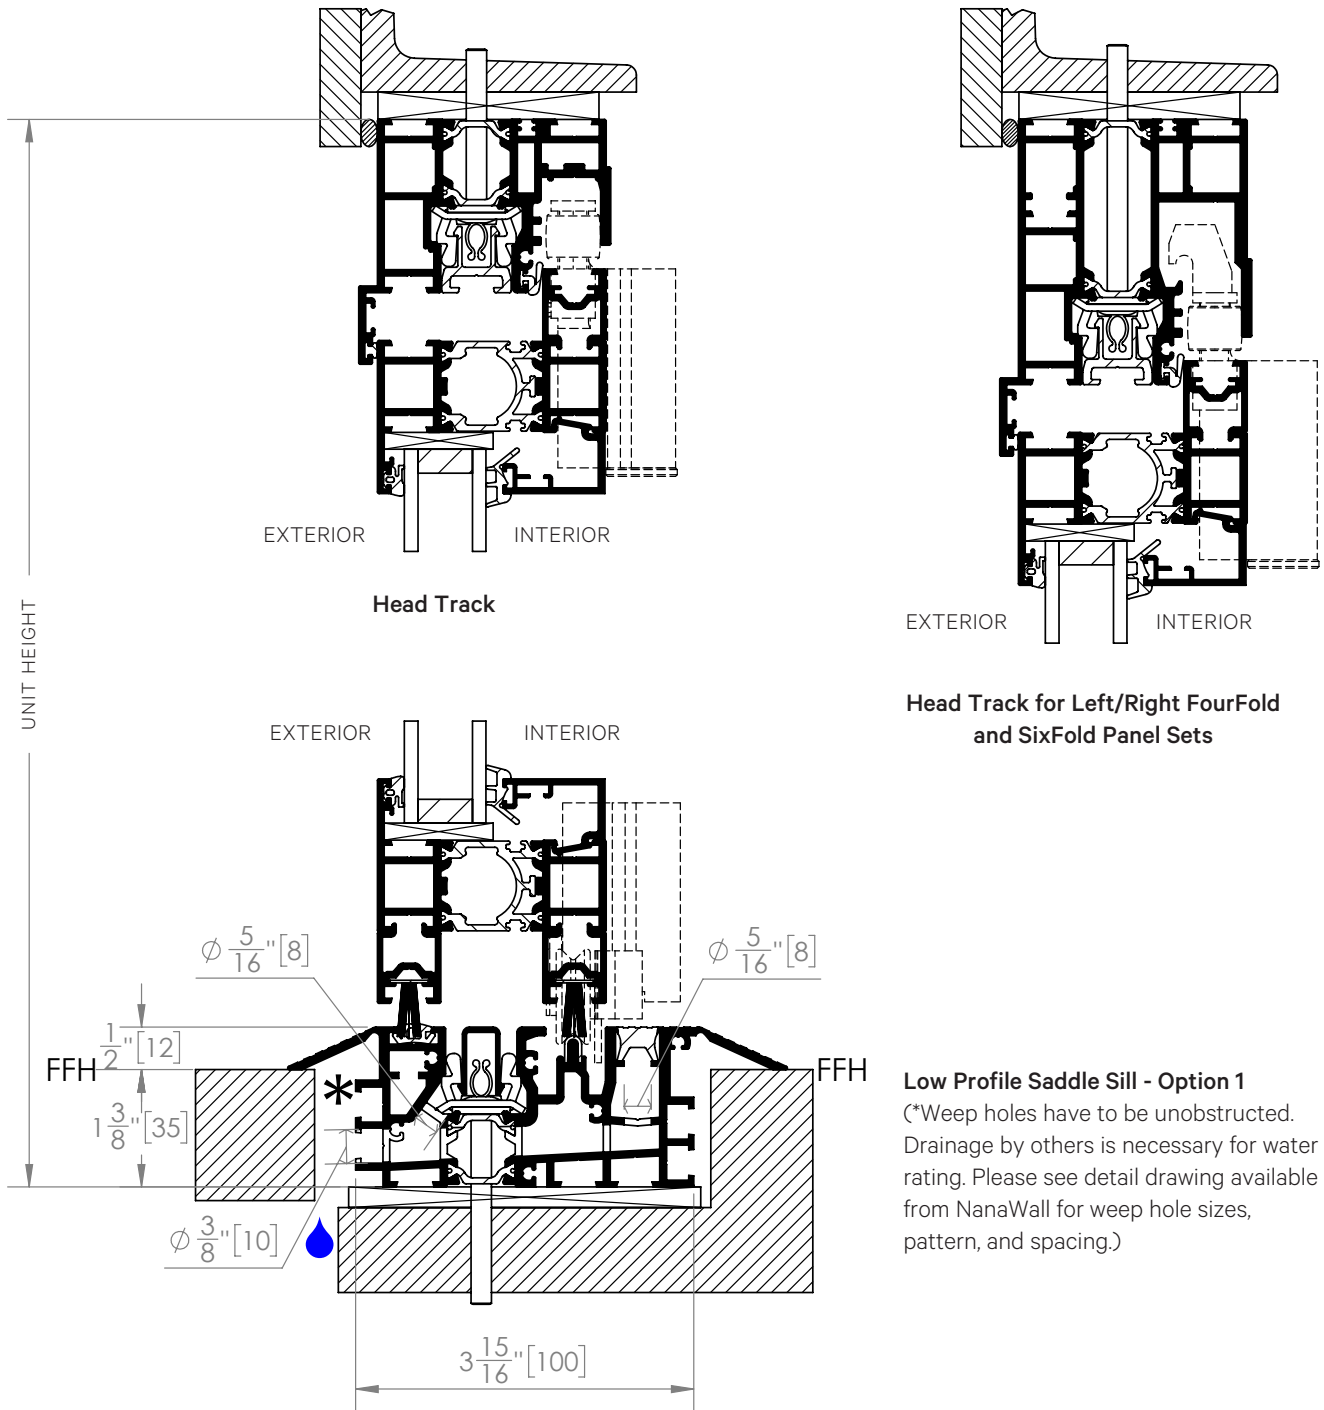 EXTERIOR
INTERIOR
Head Track
EXTERIOR
INTERIOR
Head Track for Left/Right FourFold
and SixFold Panel Sets
UNIT HEIGHT
EXTERIOR
INTERIOR
Ø 5/16"[8]
Ø 5/16"[8]
1/2"[12]
FFH
FFH
*
1 3/8"[35]
Ø 3/8"[10]
3 15/16"[100]
Low Profile Saddle Sill - Option 1
(*Weep holes have to be unobstructed.
Drainage by others is necessary for water
rating. Please see detail drawing available
from NanaWall for weep hole sizes,
pattern, and spacing.)